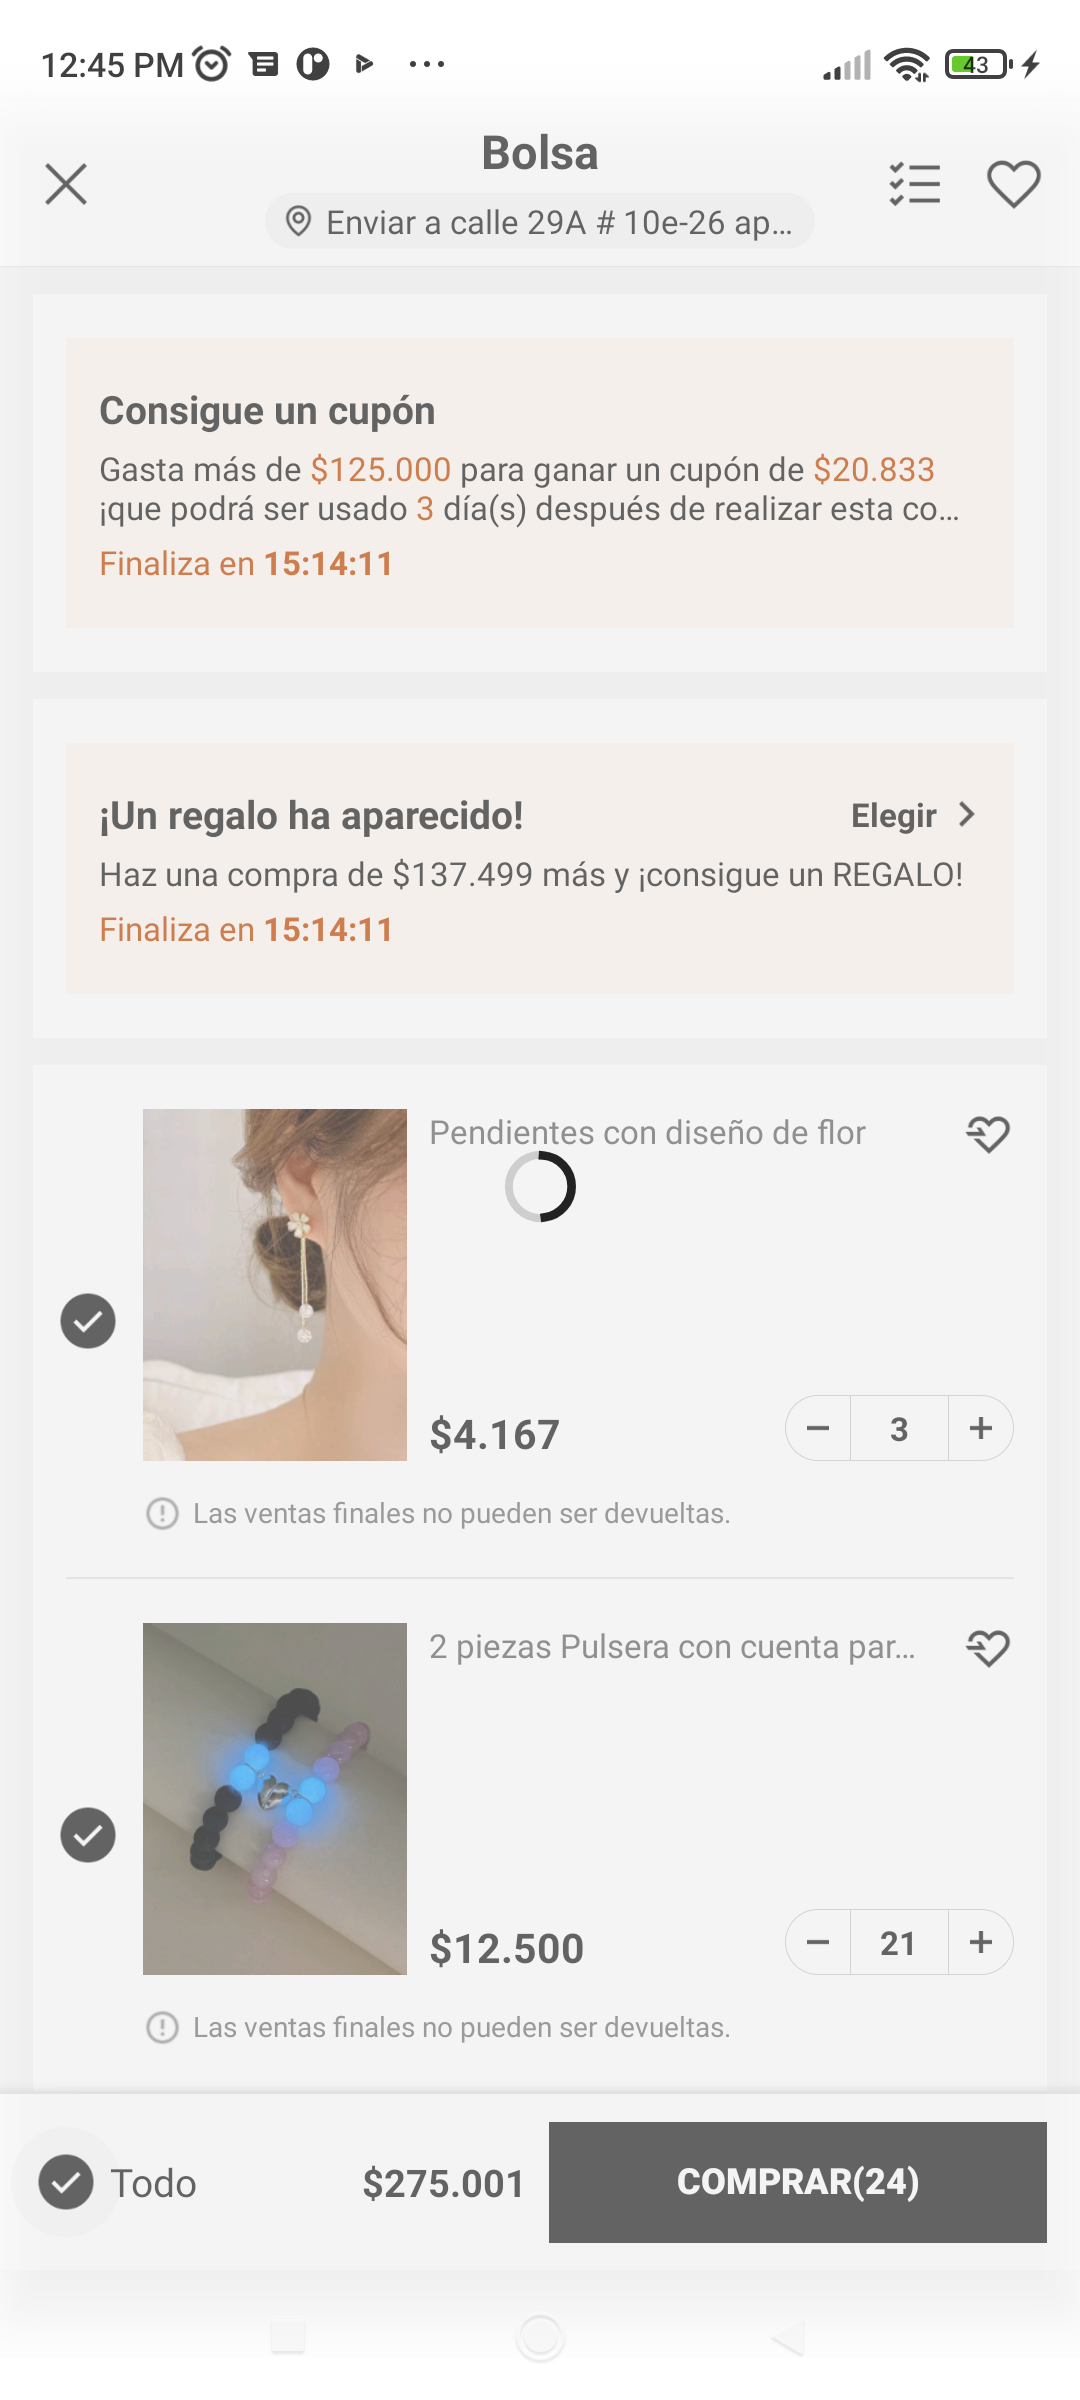 12:45 PM
43
Bolsa
Enviar a calle 29A # 10e-26 ap...
Consigue un cupón
Gasta más de $125.000 para ganar un cupón de $20.833
¡que podrá ser usado 3 día(s) después de realizar esta co...
Finaliza en 15:14:11
¡Un regalo ha aparecido!
Elegir
Haz una compra de $137.499 más y ¡consigue un REGALO!
Finaliza en 15:14:11
Pendientes con diseño de flor
$4.167
3
Las ventas finales no pueden ser devueltas.
2 piezas Pulsera con cuenta par...
$12.500
21
Las ventas finales no pueden ser devueltas.
Todo
$275.001
COMPRAR(24)